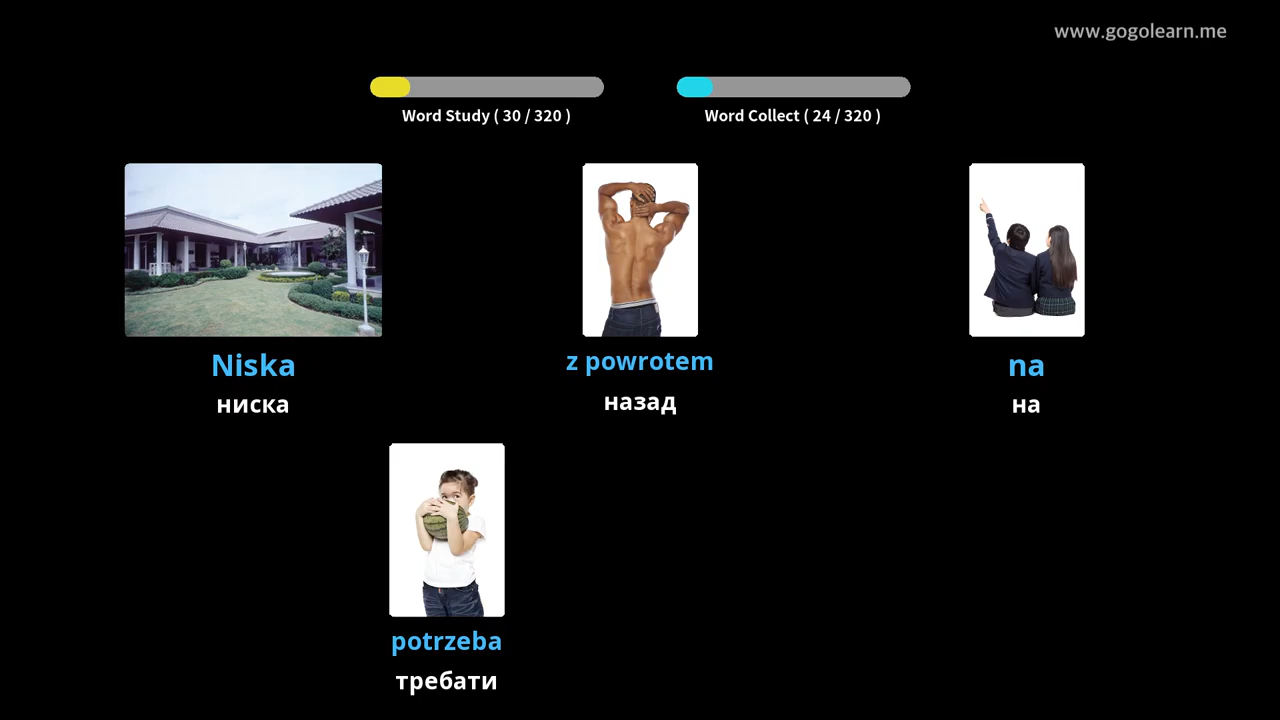 www.gogolearn.me
Word Study ( 30 / 320 )
Word Collect ( 24 / 320 )
Niska
ниска
z powrotem
назад
na
на
potrzeba
требати